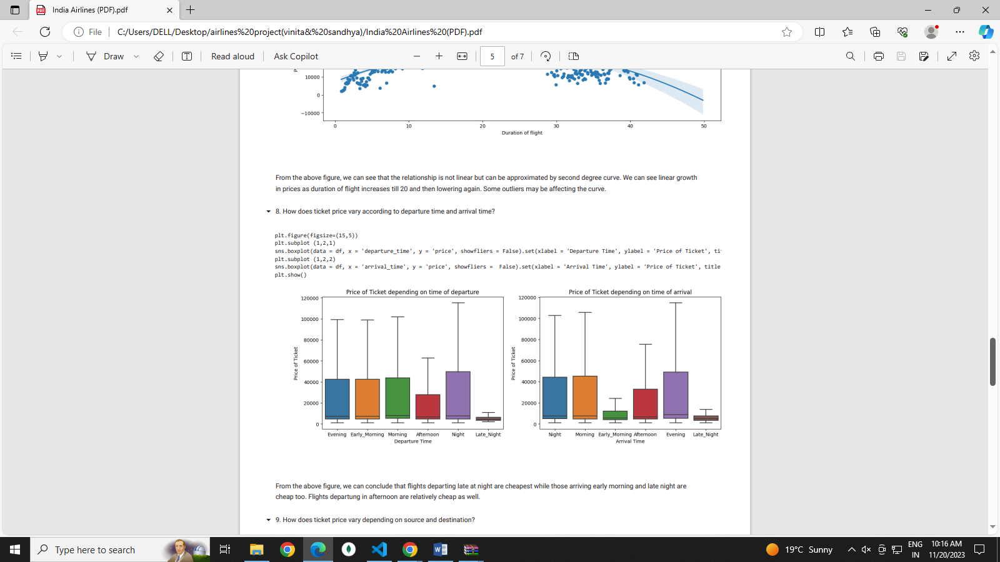 India Airlines (PDF).pdf
File
C:/Users/DELL/Desktop/airlines%20project(vinita&%20sandhya)/India%20Airlines%20(PDF).pdf
Draw
Read aloud
Ask Copilot
5
of 7
10000
0
−10000
0 10 20 30 40 50
Duration of flight
From the above figure, we can see that the relationship is not linear but can be approximated by second degree curve. We can see linear growth
in prices as duration of flight increases till 20 and then lowering again. Some outliers may be affecting the curve.
8. How does ticket price vary according to departure time and arrival time?
plt.figure(figsize=(15,5))
plt.subplot (1,2,1)
sns.boxplot(data = df, x = 'departure_time', y = 'price', showfliers = False).set(xlabel = 'Departure Time', ylabel = 'Price of Ticket',
plt.subplot (1,2,2)
sns.boxplot(data = df, x = 'arrival_time', y = 'price', showfliers =  False).set(xlabel = 'Arrival Time', ylabel = 'Price of Ticket', title
plt.show()
Price of Ticket depending on time of departure
120000
100000
80000
60000
40000
20000
0
Price of Ticket
Evening Early_Morning Morning Afternoon Night Late_Night
Departure Time
Price of Ticket depending on time of arrival
120000
100000
80000
60000
40000
20000
0
Price of Ticket
Night Morning Early_Morning Afternoon Evening Late_Night
Arrival Time
From the above figure, we can conclude that flights departing late at night are cheapest while those arriving early morning and late night are
cheap too. Flights departung in afternoon are relatively cheap as well.
9. How does ticket price vary depending on source and destination?
Type here to search
19°C Sunny
ENG
IN
10:16 AM
11/20/2023